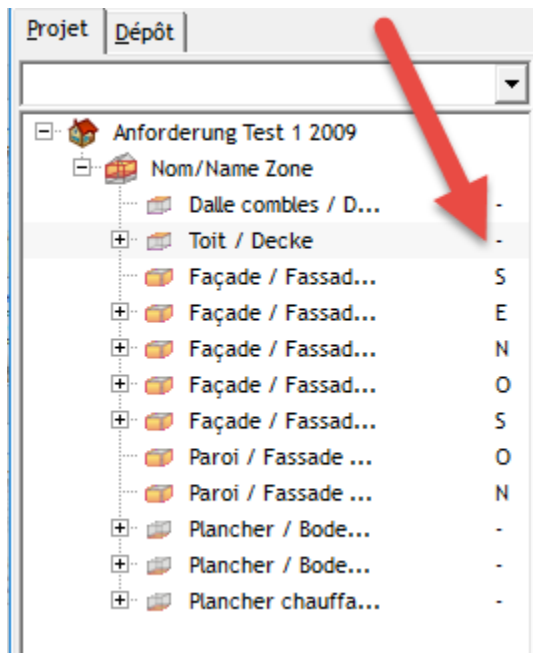 Projet Dépôt
Anforderung Test 1 2009
Nom/Name Zone
Dalle combles / D... -
Toit / Decke -
Façade / Fassad... S
Façade / Fassad... E
Façade / Fassad... N
Façade / Fassad... O
Façade / Fassad... S
Paroi / Fassade ... O
Paroi / Fassade ... N
Plancher / Bode... -
Plancher / Bode... -
Plancher chauffa... -